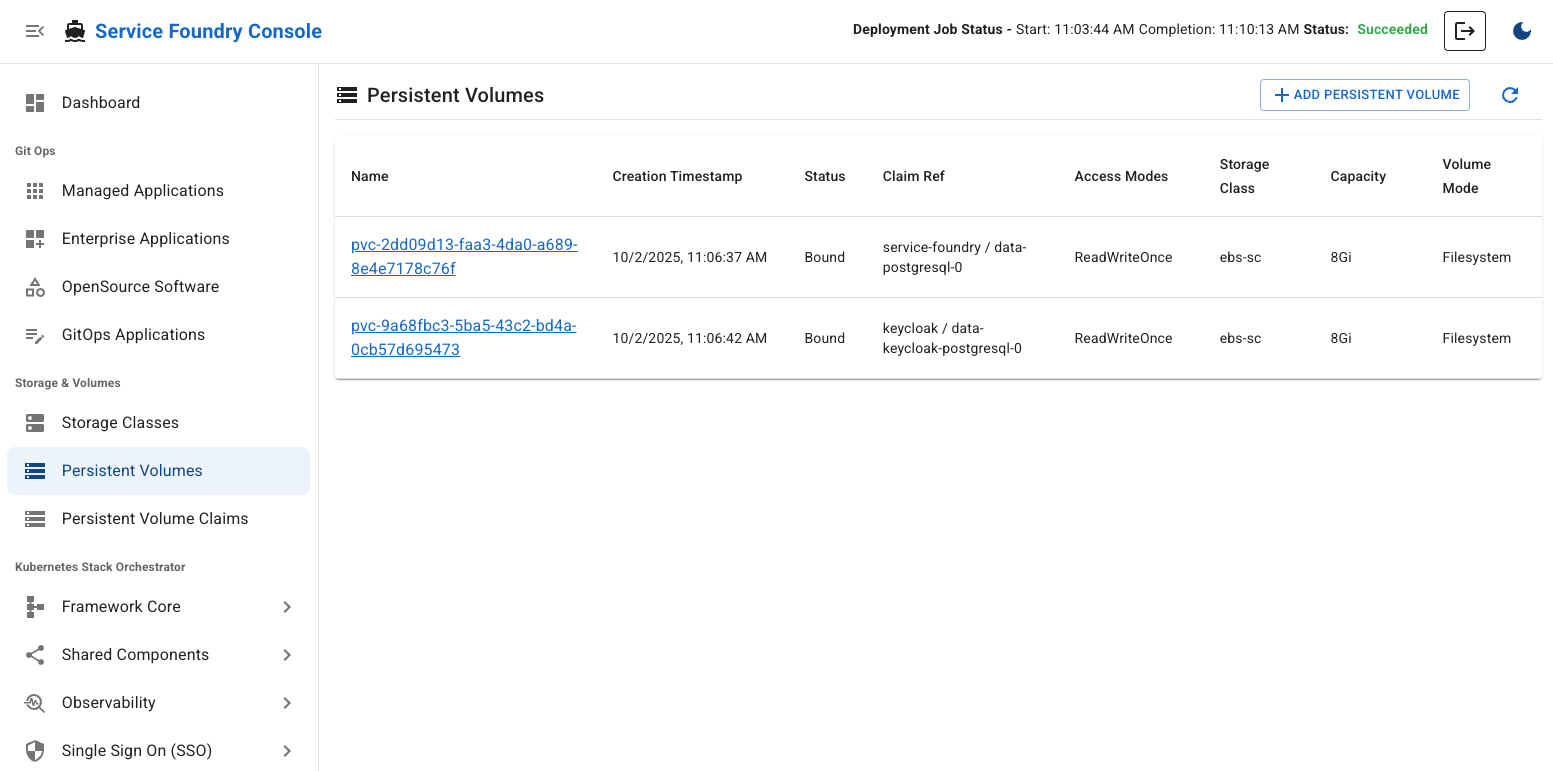 Service Foundry Console
Deployment Job Status - Start: 11:03:44 AM Completion: 11:10:13 AM Status: Succeeded
Dashboard
Git Ops
Managed Applications
Enterprise Applications
OpenSource Software
GitOps Applications
Storage & Volumes
Storage Classes
Persistent Volumes
Persistent Volume Claims
Kubernetes Stack Orchestrator
Framework Core
Shared Components
Observability
Single Sign On (SSO)
Persistent Volumes
ADD PERSISTENT VOLUME
Name
Creation Timestamp
Status
Claim Ref
Access Modes
Storage
Class
Capacity
Volume
Mode
pvc-2dd09d13-faa3-4da0-a689-
8e4e7178c76f
10/2/2025, 11:06:37 AM
Bound
service-foundry / data-
postgresql-0
ReadWriteOnce
ebs-sc
8Gi
Filesystem
pvc-9a68fbc3-5ba5-43c2-bd4a-
0cb57d695473
10/2/2025, 11:06:42 AM
Bound
keycloak / data-
keycloak-postgresql-0
ReadWriteOnce
ebs-sc
8Gi
Filesystem